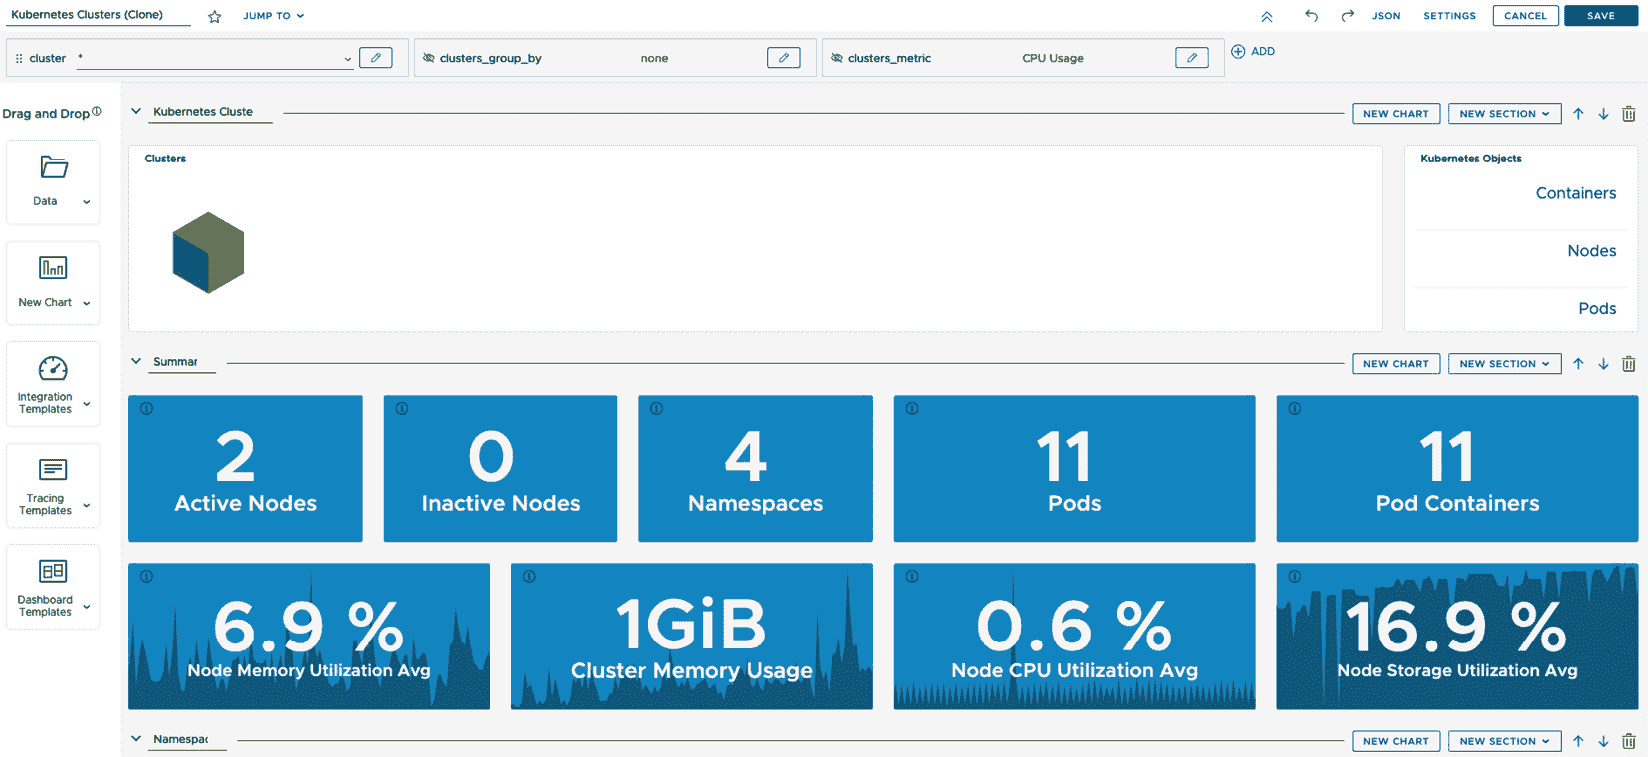 Kubernetes Clusters (Clone)
JUMP TO
JSON
SETTINGS
CANCEL
SAVE
cluster *
clusters_group_by none
clusters_metric CPU Usage
ADD
Drag and Drop
Data
New Chart
Integration
Templates
Tracing
Templates
Dashboard
Templates
Kubernetes Cluste
NEW CHART
NEW SECTION
Clusters
Kubernetes Objects
Containers
Nodes
Pods
Summar
NEW CHART
NEW SECTION
2
Active Nodes
0
Inactive Nodes
4
Namespaces
11
Pods
11
Pod Containers
6.9 %
Node Memory Utilization Avg
1GiB
Cluster Memory Usage
0.6 %
Node CPU Utilization Avg
16.9 %
Node Storage Utilization Avg
Namespac
NEW CHART
NEW SECTION